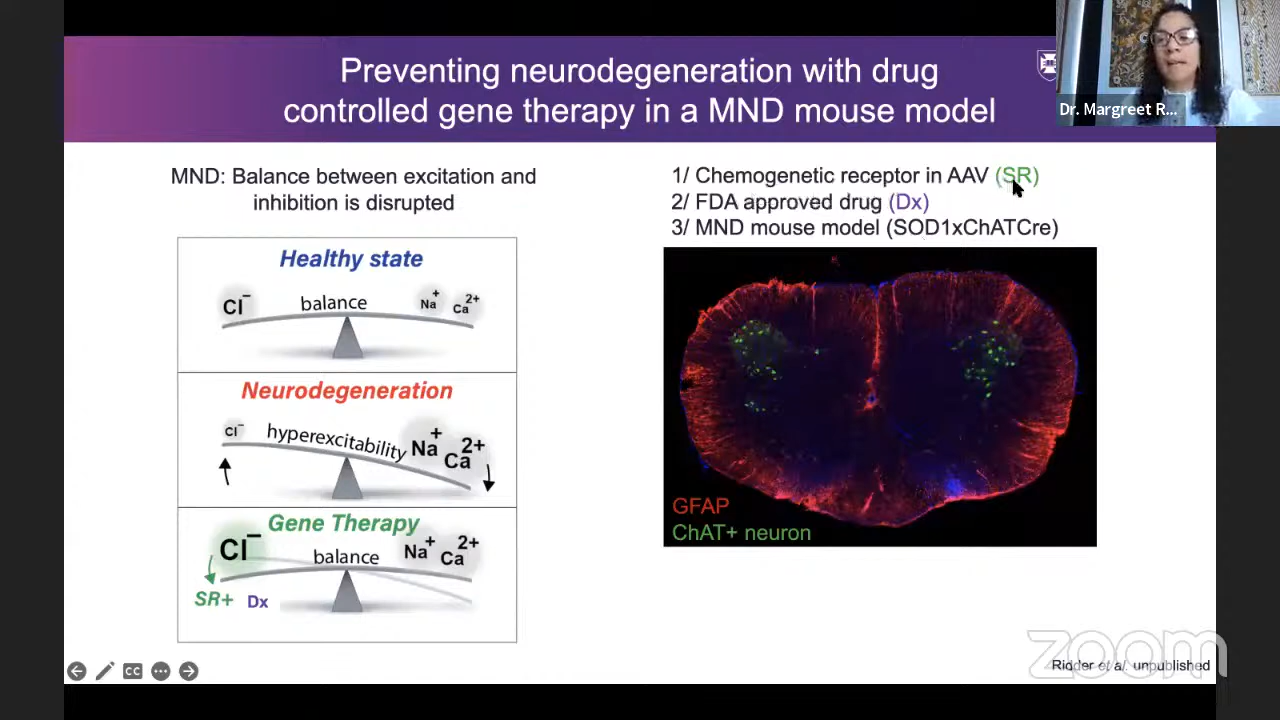 Preventing neurodegeneration with drug
controlled gene therapy in a MND mouse model
Dr. Margreet R...
MND: Balance between excitation and
inhibition is disrupted
Healthy state
Cl⁻ balance Na⁺ Ca²⁺
Neurodegeneration
Cl⁻ hyperexcitability Na⁺ Ca²⁺
Gene Therapy
Cl⁻ balance Na⁺ Ca²⁺
SR+ Dx
1/ Chemogenetic receptor in AAV (SR)
2/ FDA approved drug (Dx)
3/ MND mouse model (SOD1xChATCre)
GFAP
ChAT+ neuron
CC
Ridder et al. unpublished
zoom